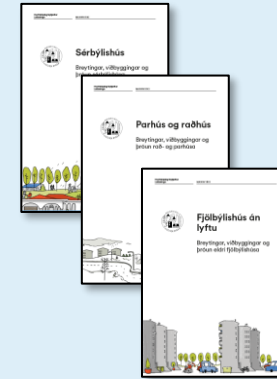 Sérbýlishús
Breytingar, viðbyggingar og
Parhús og raðhús
Breytingar, viðbyggingar og
þróun rað- og parhúsa
Fjölbýlishús án
lyftu
Breytingar, viðbyggingar og
þróun eldri fjölbýlishúsa